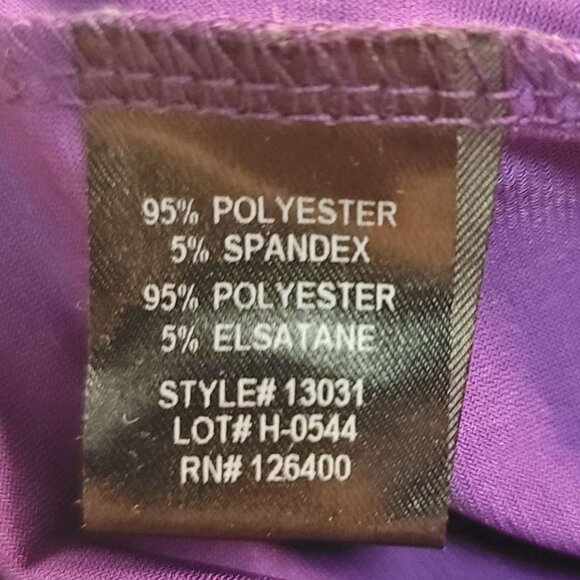 95% POLYESTER
5% SPANDEX
95% POLYESTER
5% ELSATANE
STYLE# 13031
LOT# H-0544
RN# 126400